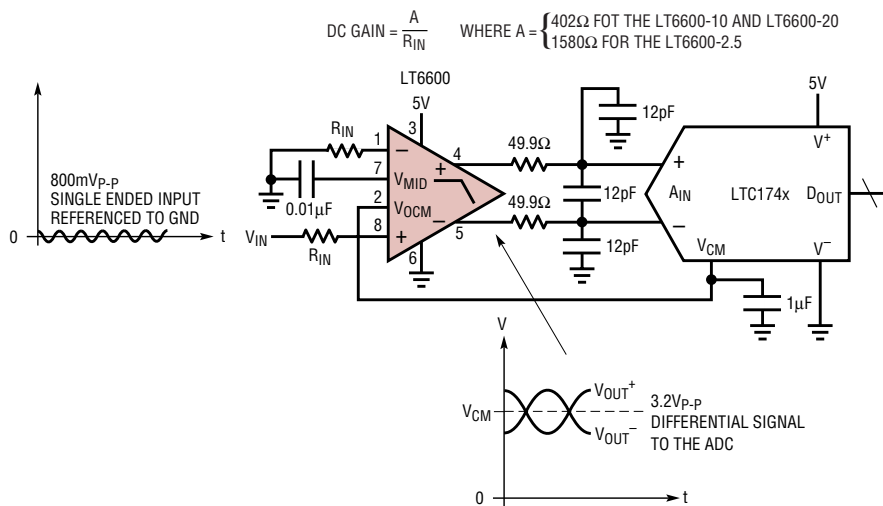 DC GAIN = A / R_IN WHERE A = { 402Ω FOT THE LT6600-10 AND LT6600-20
1580Ω FOR THE LT6600-2.5
LT6600
5V
3
R_IN
1
−
7
V_MID
2
V_OCM
8
+
6
+
4
−
5
0.01µF
V_IN
R_IN
800mV_P-P
SINGLE ENDED INPUT
REFERENCED TO GND
0
t
49.9Ω
49.9Ω
12pF
12pF
12pF
5V
V⁺
+
A_IN
−
LTC174x
D_OUT
V_CM
V⁻
1µF
V
V_CM
V_OUT⁺
V_OUT⁻
3.2V_P-P
DIFFERENTIAL SIGNAL
TO THE ADC
0
t